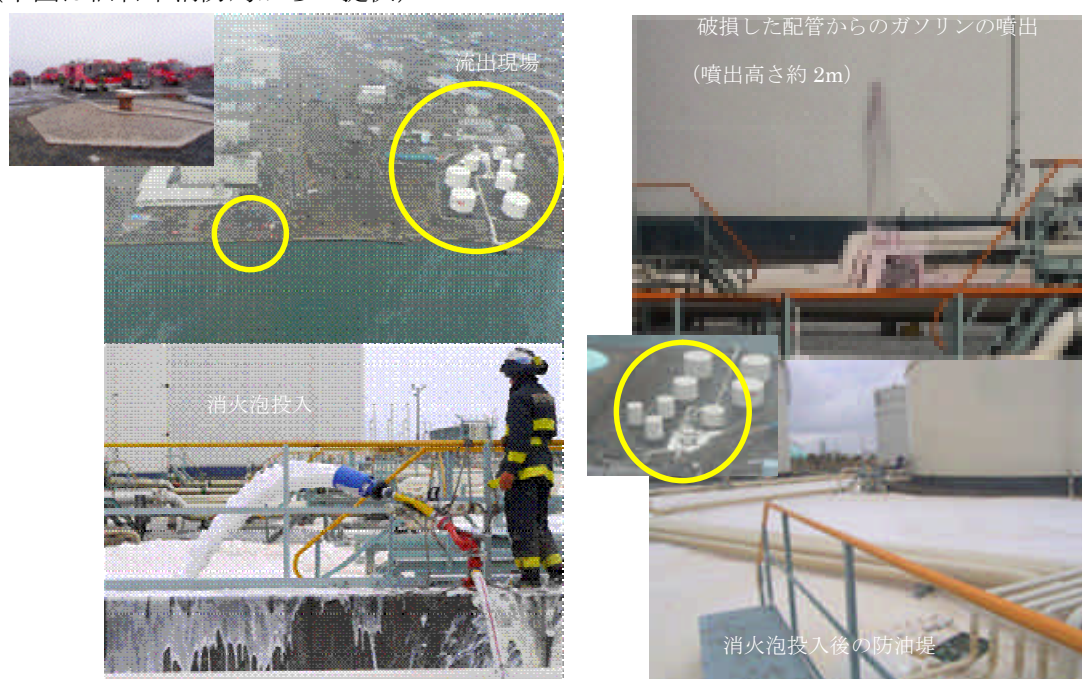 流出現場
破損した配管からのガソリンの噴出
（噴出高さ約 2m）
消火泡投入
消火泡投入後の防油堤